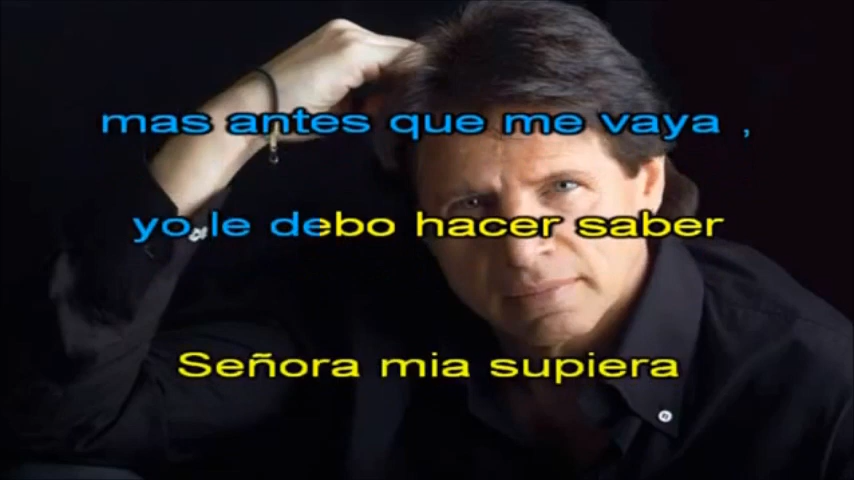 mas antes que me vaya ,
yo le debo hacer saber
Señora mia supiera